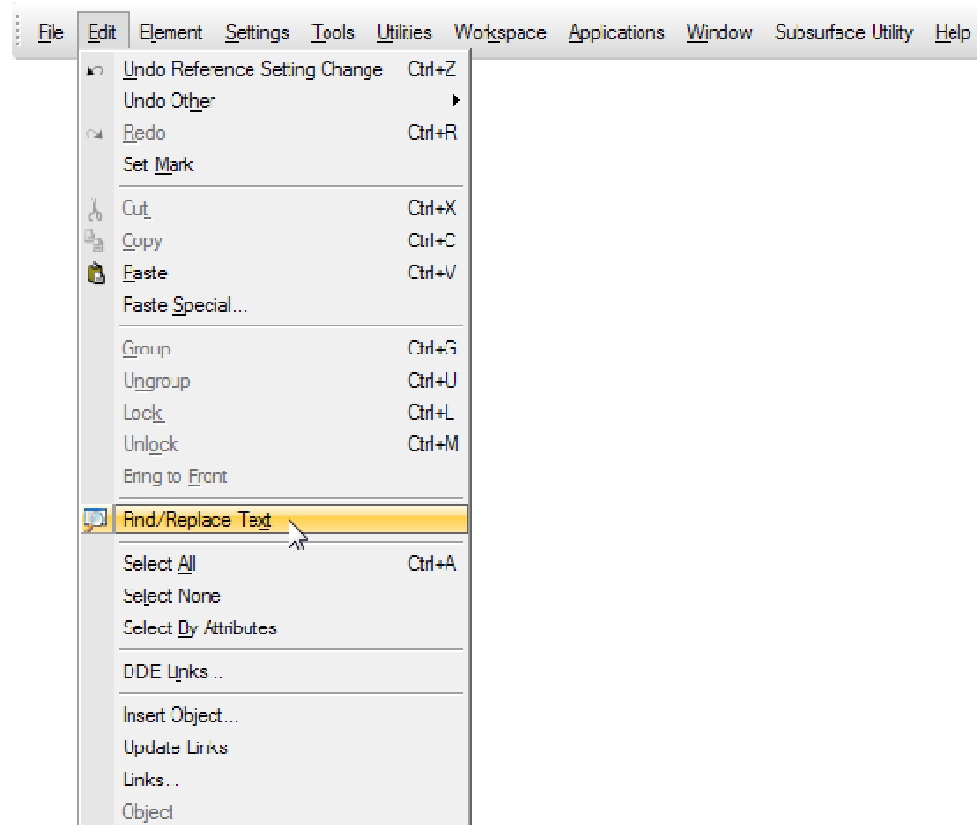 File Edit Element Settings Tools Utilities Workspace Applications Window Subsurface Utility Help
Undo Reference Setting Change Ctrl+Z
Undo Other
Redo Ctrl+R
Set Mark
Cut Ctrl+X
Copy Ctrl+C
Paste Ctrl+V
Paste Special...
Group Ctrl+G
Ungroup Ctrl+U
Lock Ctrl+L
Unlock Ctrl+M
Bring to Front
Find/Replace Text
Select All Ctrl+A
Select None
Select By Attributes
DDE Links...
Insert Object...
Update Links
Links...
Object